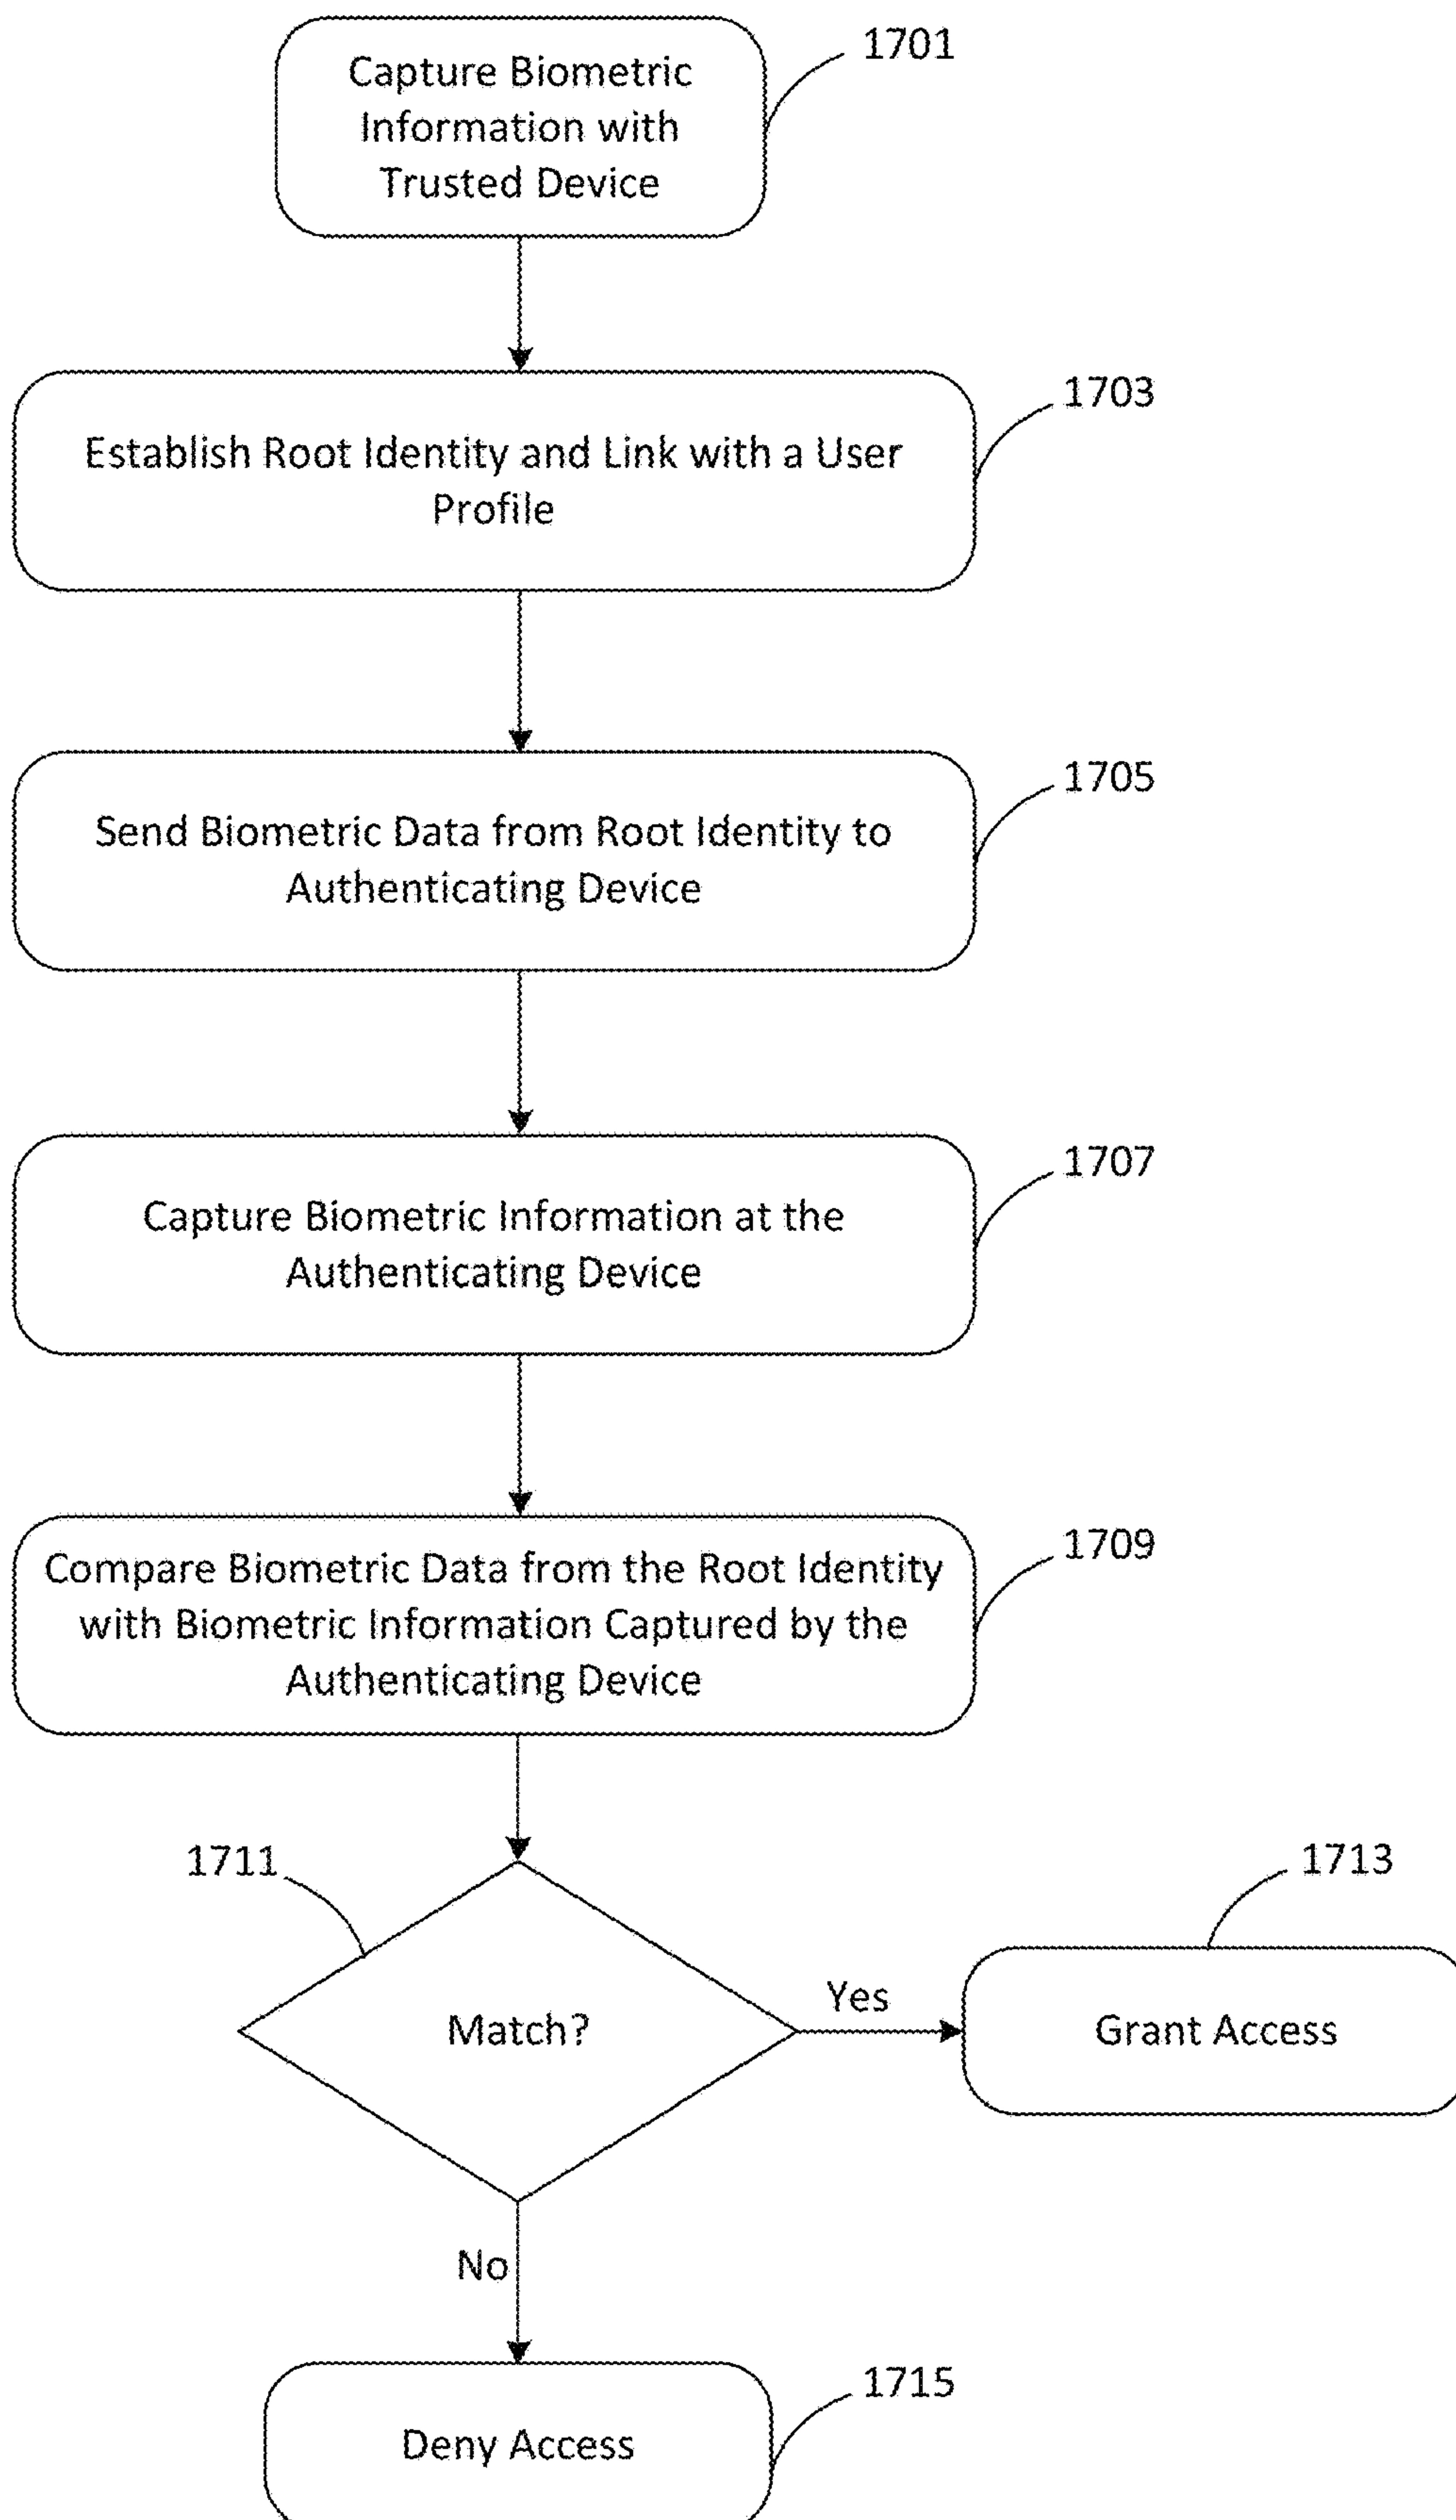 Capture Biometric
Information with
Trusted Device
1701
Establish Root Identity and Link with a User
Profile
1703
Send Biometric Data from Root Identity to
Authenticating Device
1705
Capture Biometric Information at the
Authenticating Device
1707
Compare Biometric Data from the Root Identity
with Biometric Information Captured by the
Authenticating Device
1709
1711
Match?
Yes
1713
Grant Access
No
Deny Access
1715